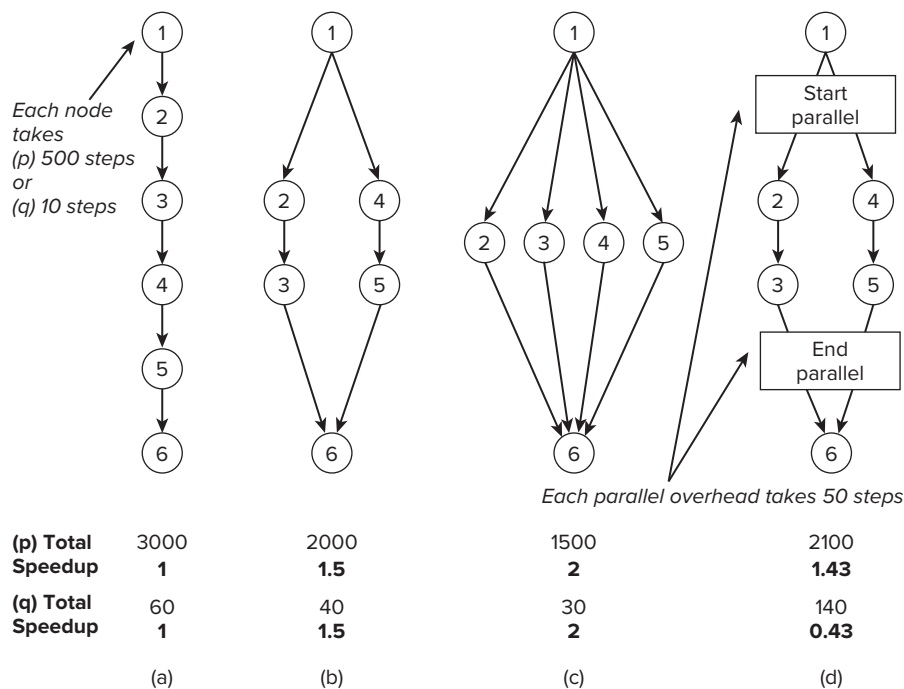 1
1
1
1
Each node
takes
(p) 500 steps
or
(q) 10 steps
2
3
4
5
6
2
4
3
5
6
2
3
4
5
6
Start
parallel
2
4
3
5
End
parallel
6
Each parallel overhead takes 50 steps
(p) Total 3000 2000 1500 2100
Speedup 1 1.5 2 1.43
(q) Total 60 40 30 140
Speedup 1 1.5 2 0.43
(a) (b) (c) (d)